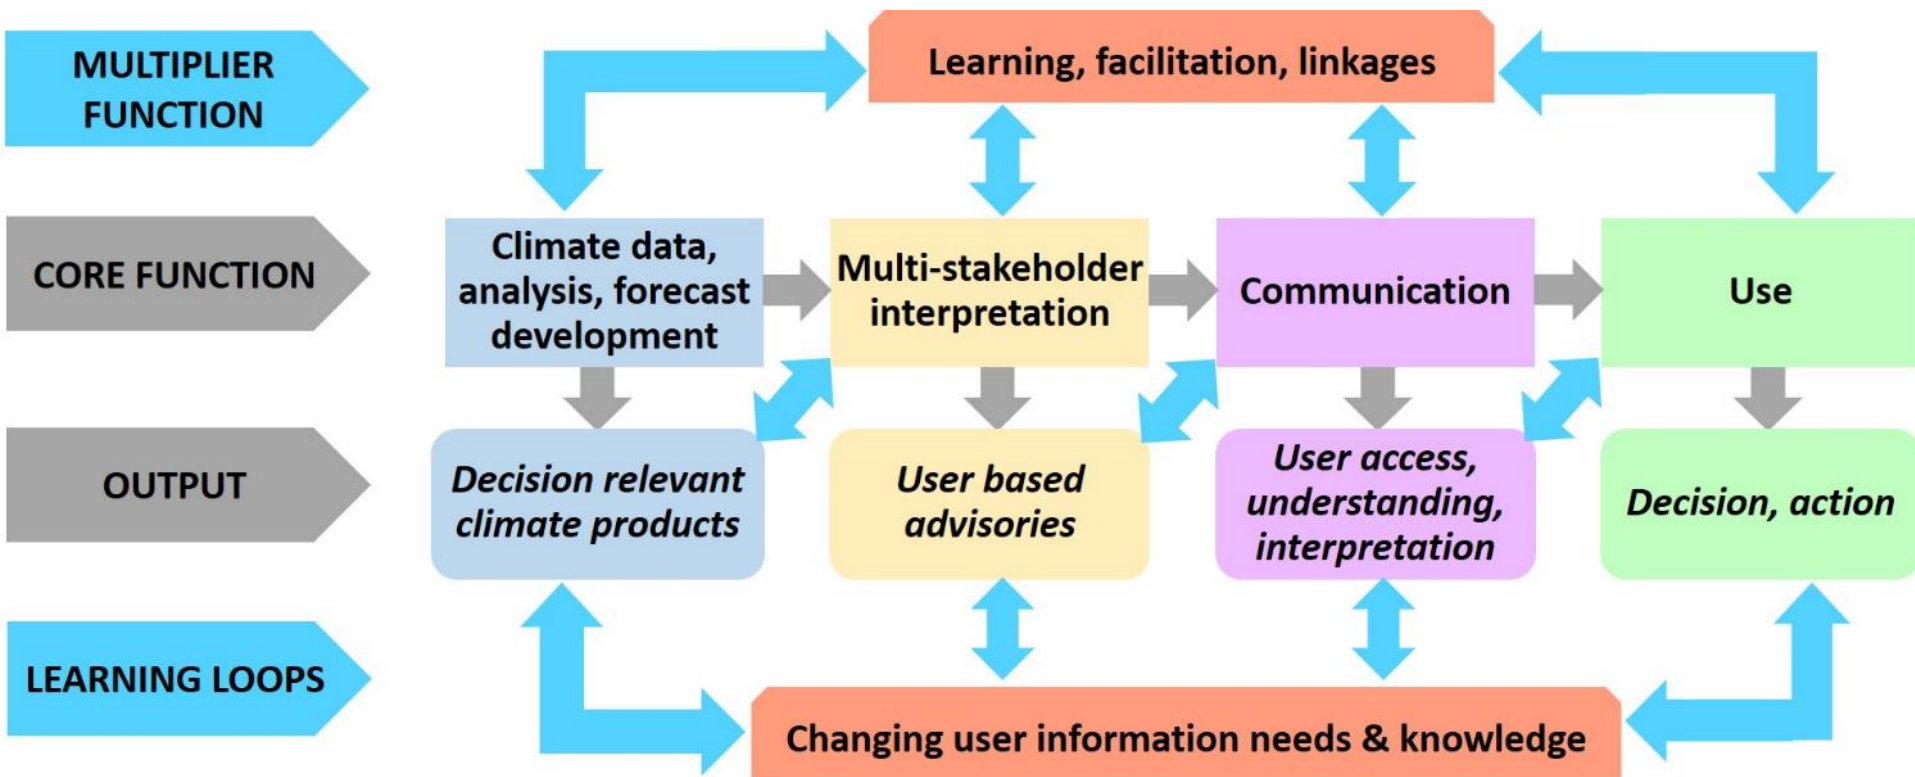 MULTIPLIER
FUNCTION
Learning, facilitation, linkages
CORE FUNCTION
Climate data,
analysis, forecast
development
Multi-stakeholder
interpretation
Communication
Use
OUTPUT
Decision relevant
climate products
User based
advisories
User access,
understanding,
interpretation
Decision, action
LEARNING LOOPS
Changing user information needs & knowledge